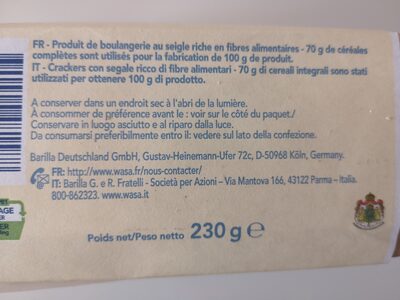 FR - Produit de boulangerie au seigle riche en fibres alimentaires - 70 g de céréales
complètes sont utilisés pour la fabrication de 100 g de produit.
IT - Crackers con segale ricco di fibre alimentari - 70 g di cereali integrali sono stati
utilizzati per ottenere 100 g di prodotto.
A conserver dans un endroit sec à l'abri de la lumière.
À consommer de préférence avant le : voir sur le côté du paquet./
Conservare in luogo asciutto e al riparo dalla luce.
Da consumarsi preferibilmente entro il: vedere sul lato della confezione.
Barilla Deutschland GmbH, Gustav-Heinemann-Ufer 72c, D-50968 Köln, Germany.
FR: http://www.wasa.fr/nous-contacter/
IT: Barilla G. e R. Fratelli - Società per Azioni - Via Mantova 166, 43122 Parma - Italia.
800-862323. www.wasa.it
Poids net/Peso netto 230 g ℮